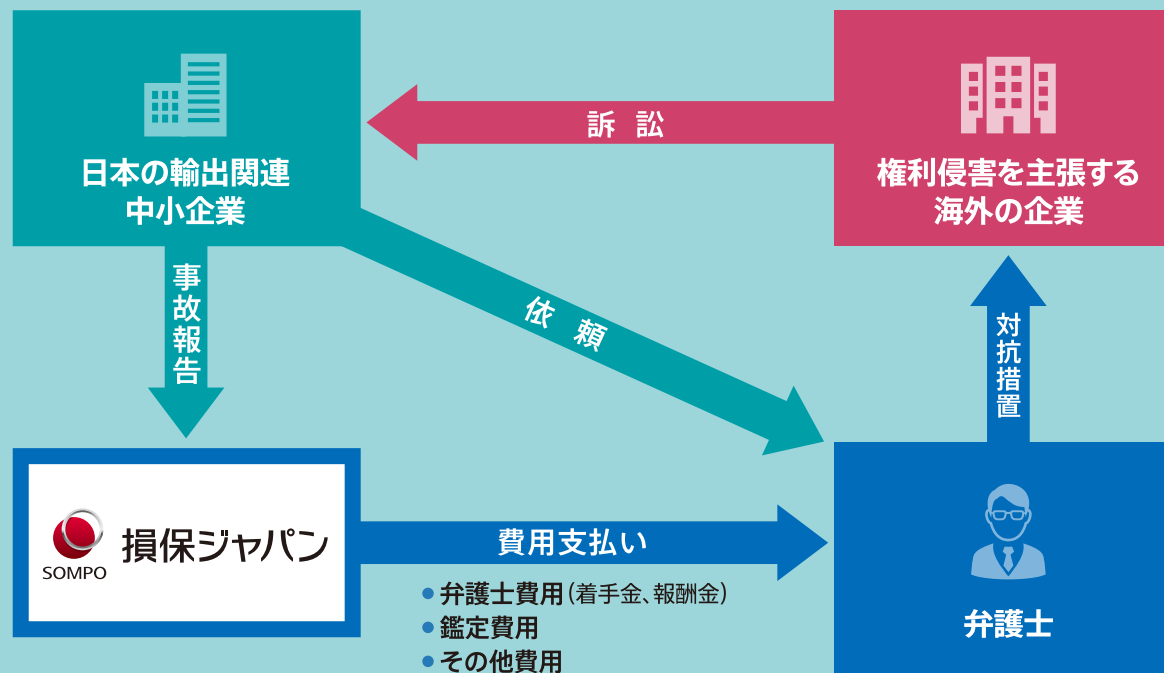 訴訟
日本の輸出関連
中小企業
権利侵害を主張する
海外の企業
事故報告
依頼
対抗措置
SOMPO
損保ジャパン
費用支払い
弁護士
●弁護士費用(着手金、報酬金)
●鑑定費用
●その他費用